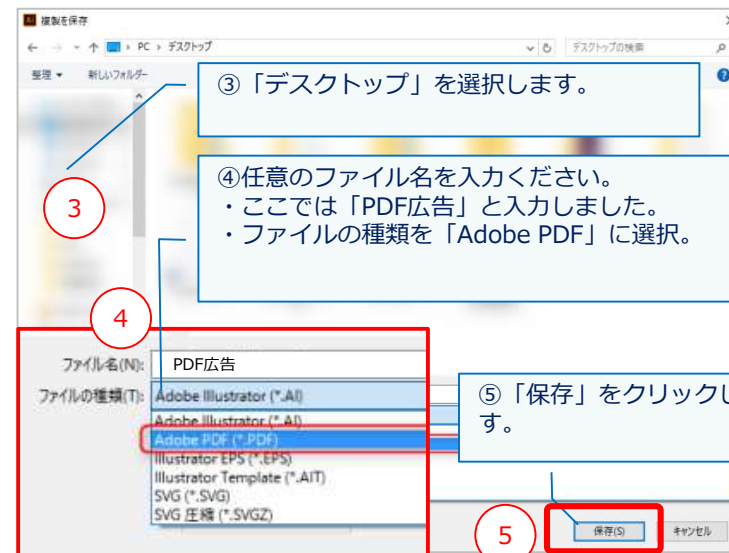 Ai 複製を保存
PC › デスクトップ
デスクトップの検索
整理 新しいフォルダー
③「デスクトップ」を選択します。
3
④任意のファイル名を入力ください。
・ここでは「PDF広告」と入力しました。
・ファイルの種類を「Adobe PDF」に選択。
4
ファイル名(N): PDF広告
ファイルの種類(T): Adobe Illustrator (*.AI)
Adobe Illustrator (*.AI)
Adobe PDF (*.PDF)
Illustrator EPS (*.EPS)
Illustrator Template (*.AIT)
SVG (*.SVG)
SVG 圧縮 (*.SVGZ)
⑤「保存」をクリックし
す。
5
保存(S) キャンセル